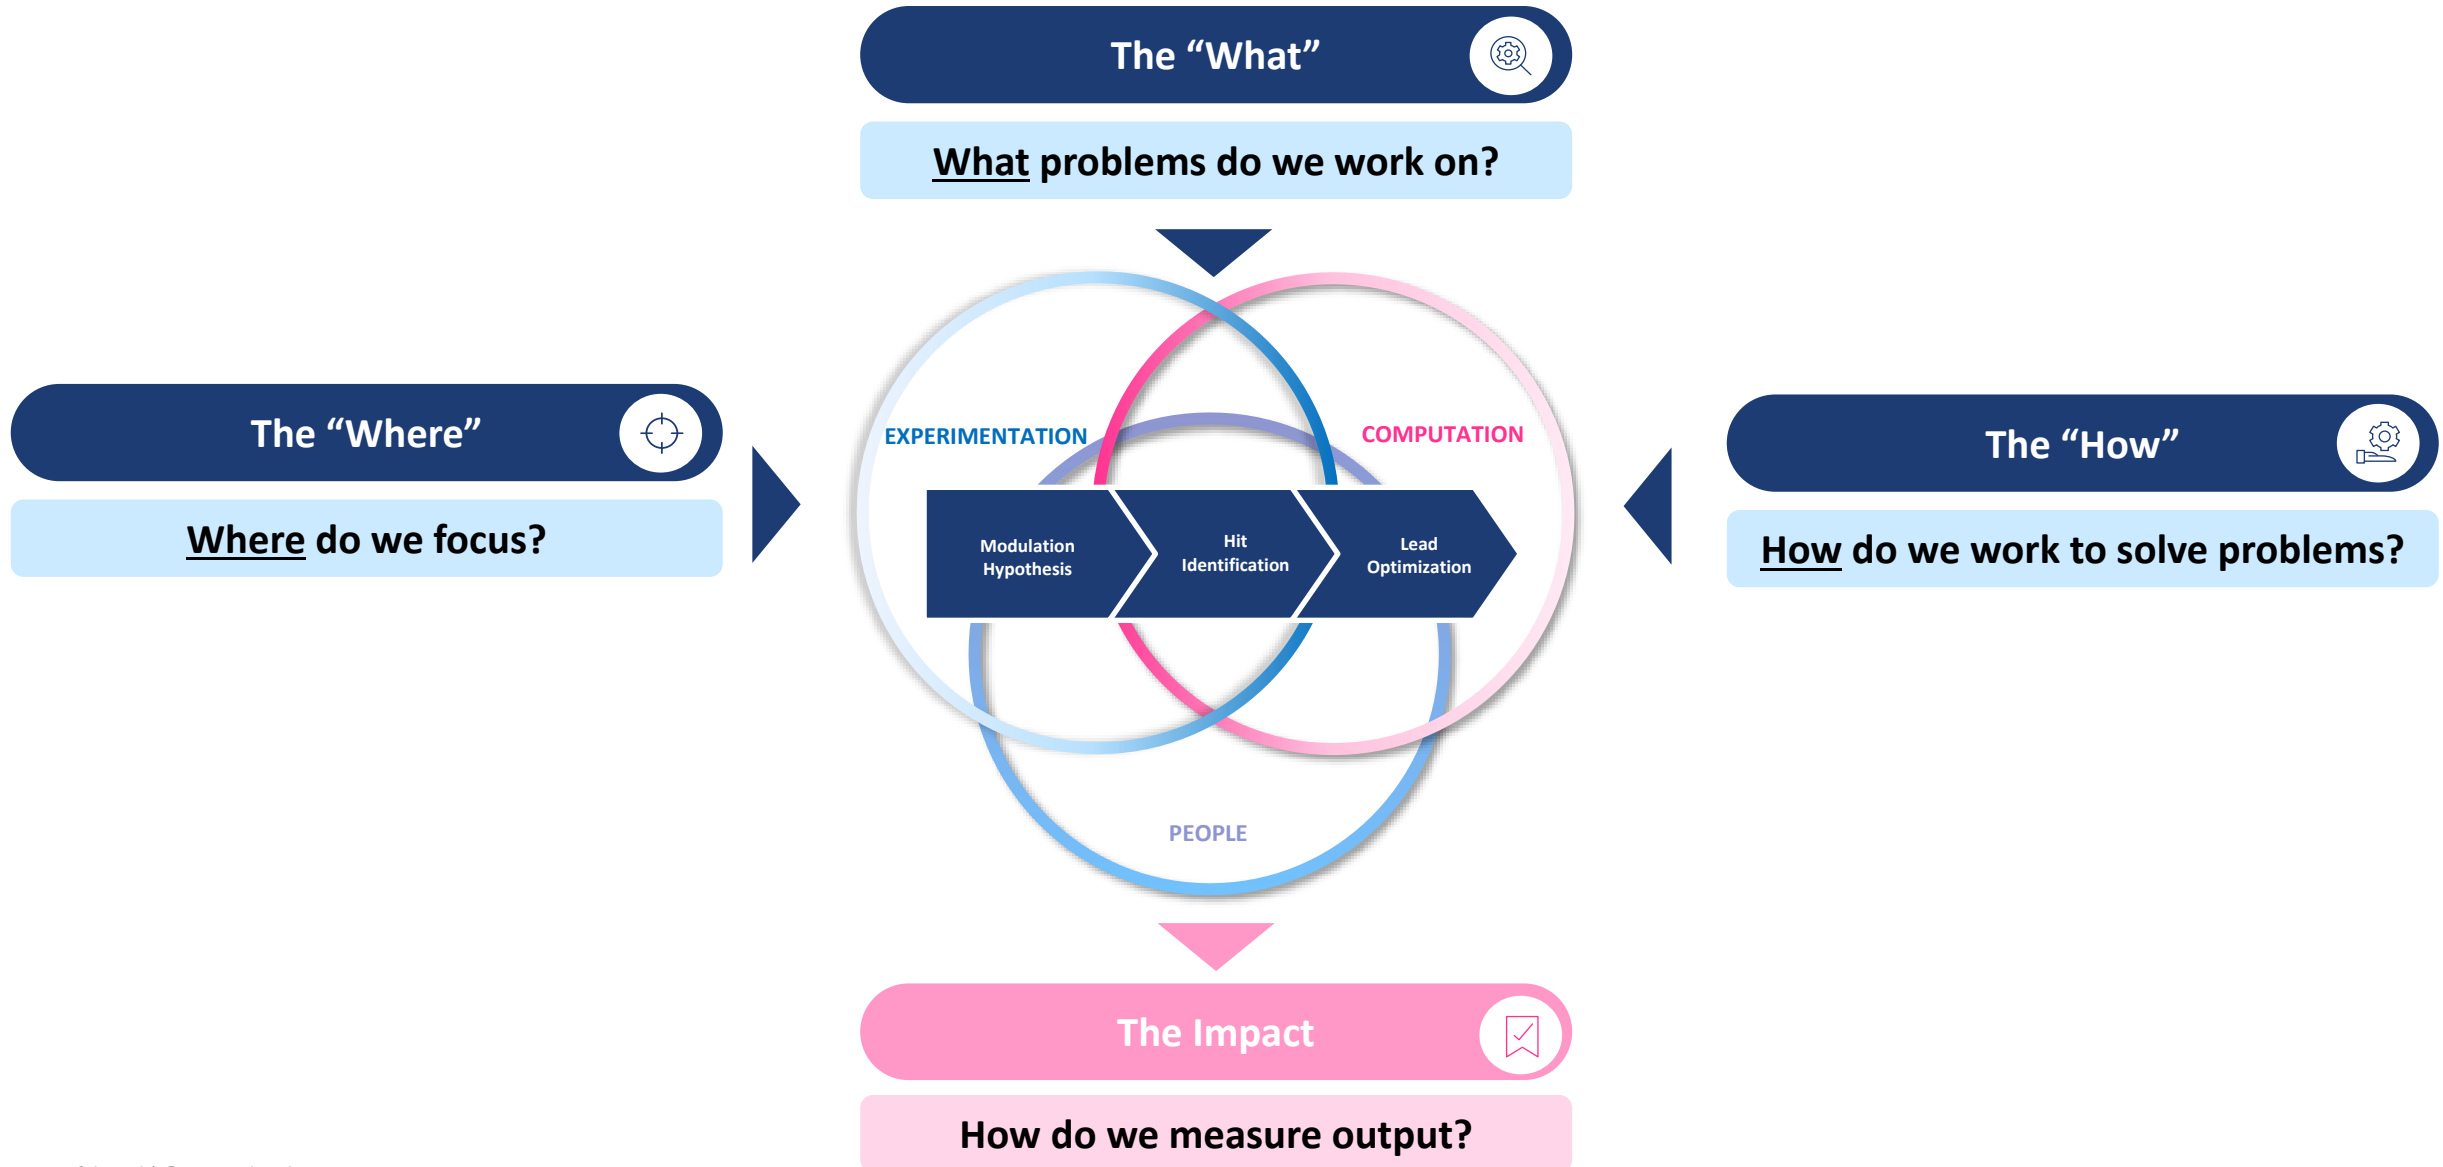 The “What”
What problems do we work on?
The “Where”
Where do we focus?
EXPERIMENTATION
COMPUTATION
Modulation
Hypothesis
Hit
Identification
Lead
Optimization
PEOPLE
The “How”
How do we work to solve problems?
The Impact
How do we measure output?